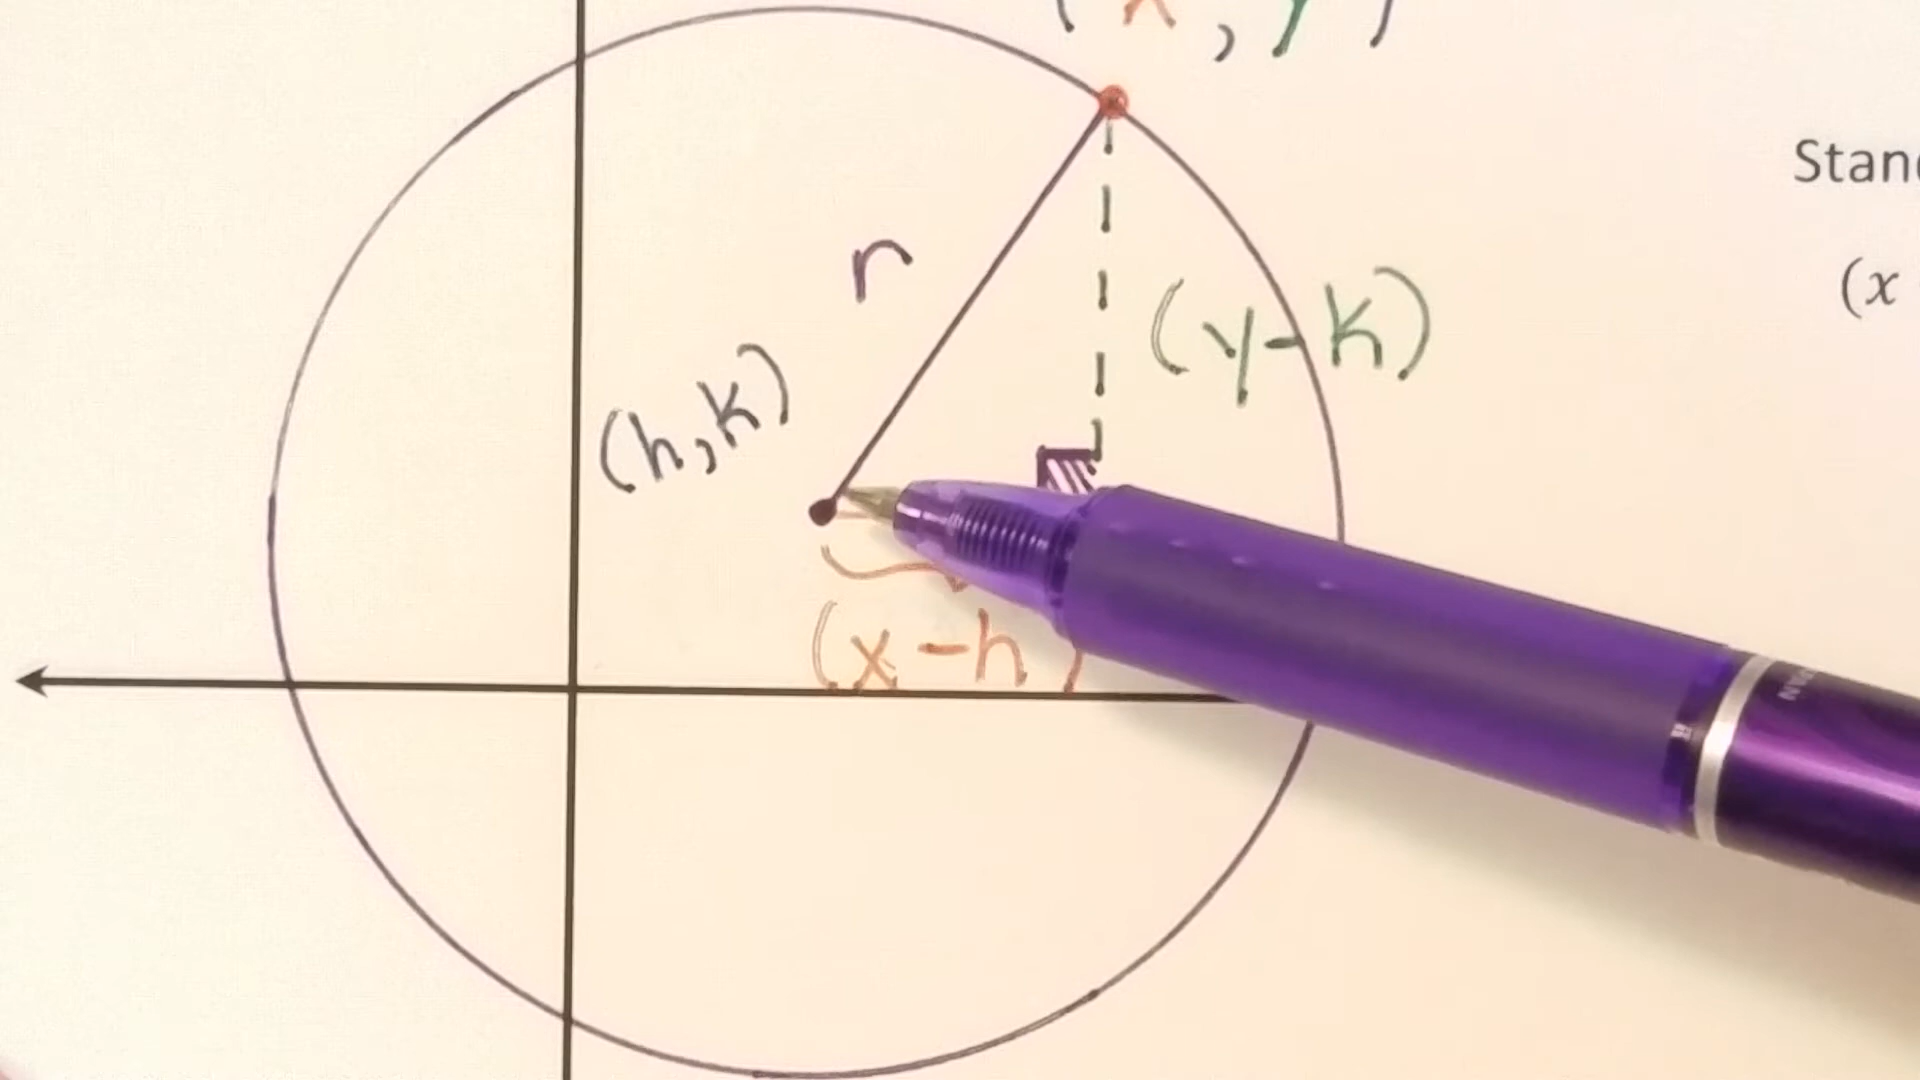 (x, y)
Stan
r
(x
(y-k)
(h,k)
(x-h)